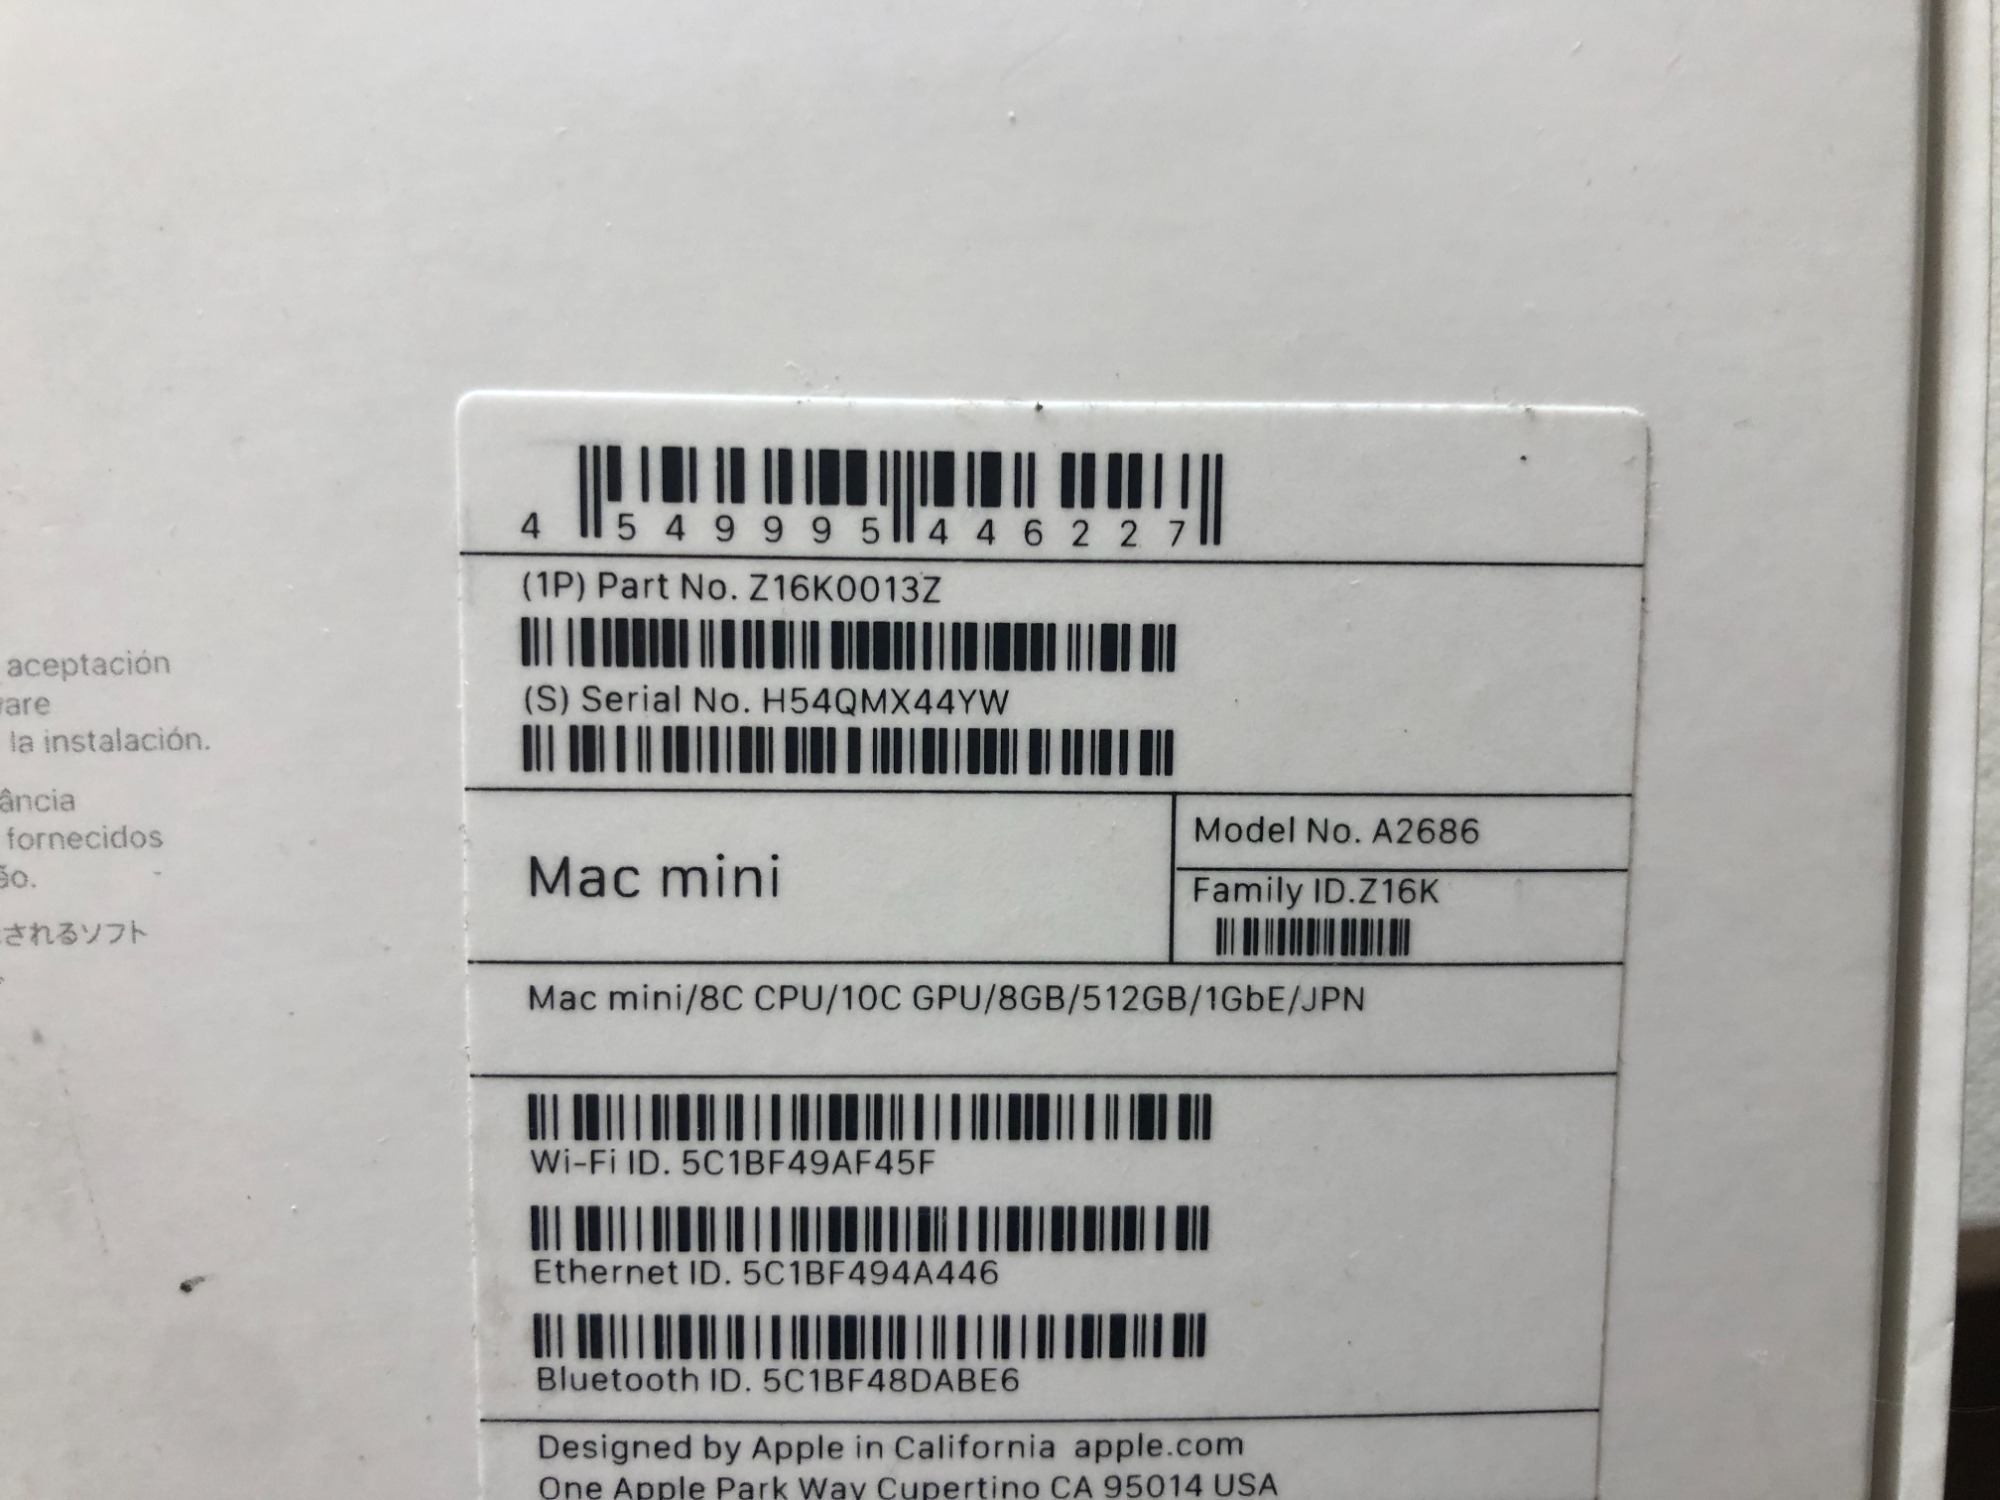 4 549995 446227
(1P) Part No. Z16K0013Z
(S) Serial No. H54QMX44YW
Mac mini
Model No. A2686
Family ID.Z16K
Mac mini/8C CPU/10C GPU/8GB/512GB/1GbE/JPN
Wi-Fi ID. 5C1BF49AF45F
Ethernet ID. 5C1BF494A446
Bluetooth ID. 5C1BF48DABE6
Designed by Apple in California apple.com
One Apple Park Way Cupertino CA 95014 USA
aceptación
la instalación.
fornecidos
されるソフト